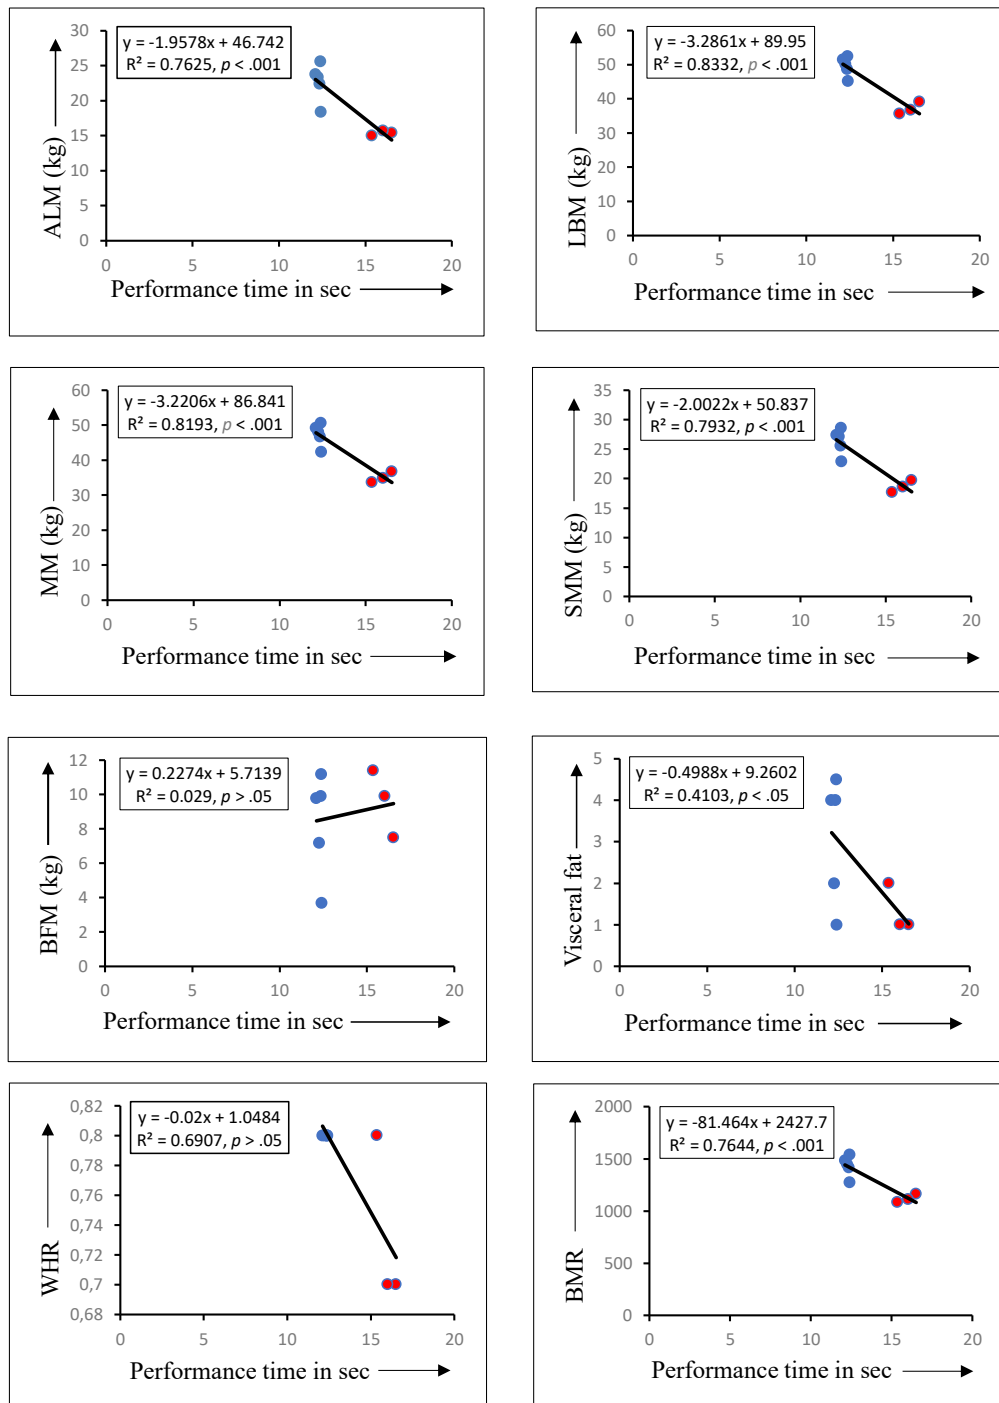 y = -1.9578x + 46.742
R² = 0.7625, p < .001
30
25
20
15
10
5
0
0 5 10 15 20
ALM (kg)
Performance time in sec
y = -3.2861x + 89.95
R² = 0.8332, p < .001
60
50
40
30
20
10
0
0 5 10 15 20
LBM (kg)
Performance time in sec
y = -3.2206x + 86.841
R² = 0.8193, p < .001
60
50
40
30
20
10
0
0 5 10 15 20
MM (kg)
Performance time in sec
y = -2.0022x + 50.837
R² = 0.7932, p < .001
35
30
25
20
15
10
5
0
0 5 10 15 20
SMM (kg)
Performance time in sec
y = 0.2274x + 5.7139
R² = 0.029, p > .05
12
10
8
6
4
2
0
0 5 10 15 20
BFM (kg)
Performance time in sec
y = -0.4988x + 9.2602
R² = 0.4103, p < .05
5
4
3
2
1
0
0 5 10 15 20
Visceral fat
Performance time in sec
y = -0.02x + 1.0484
R² = 0.6907, p > .05
0,82
0,8
0,78
0,76
0,74
0,72
0,7
0,68
0 5 10 15 20
WHR
Performance time in sec
y = -81.464x + 2427.7
R² = 0.7644, p < .001
2000
1500
1000
500
0
0 5 10 15 20
BMR
Performance time in sec